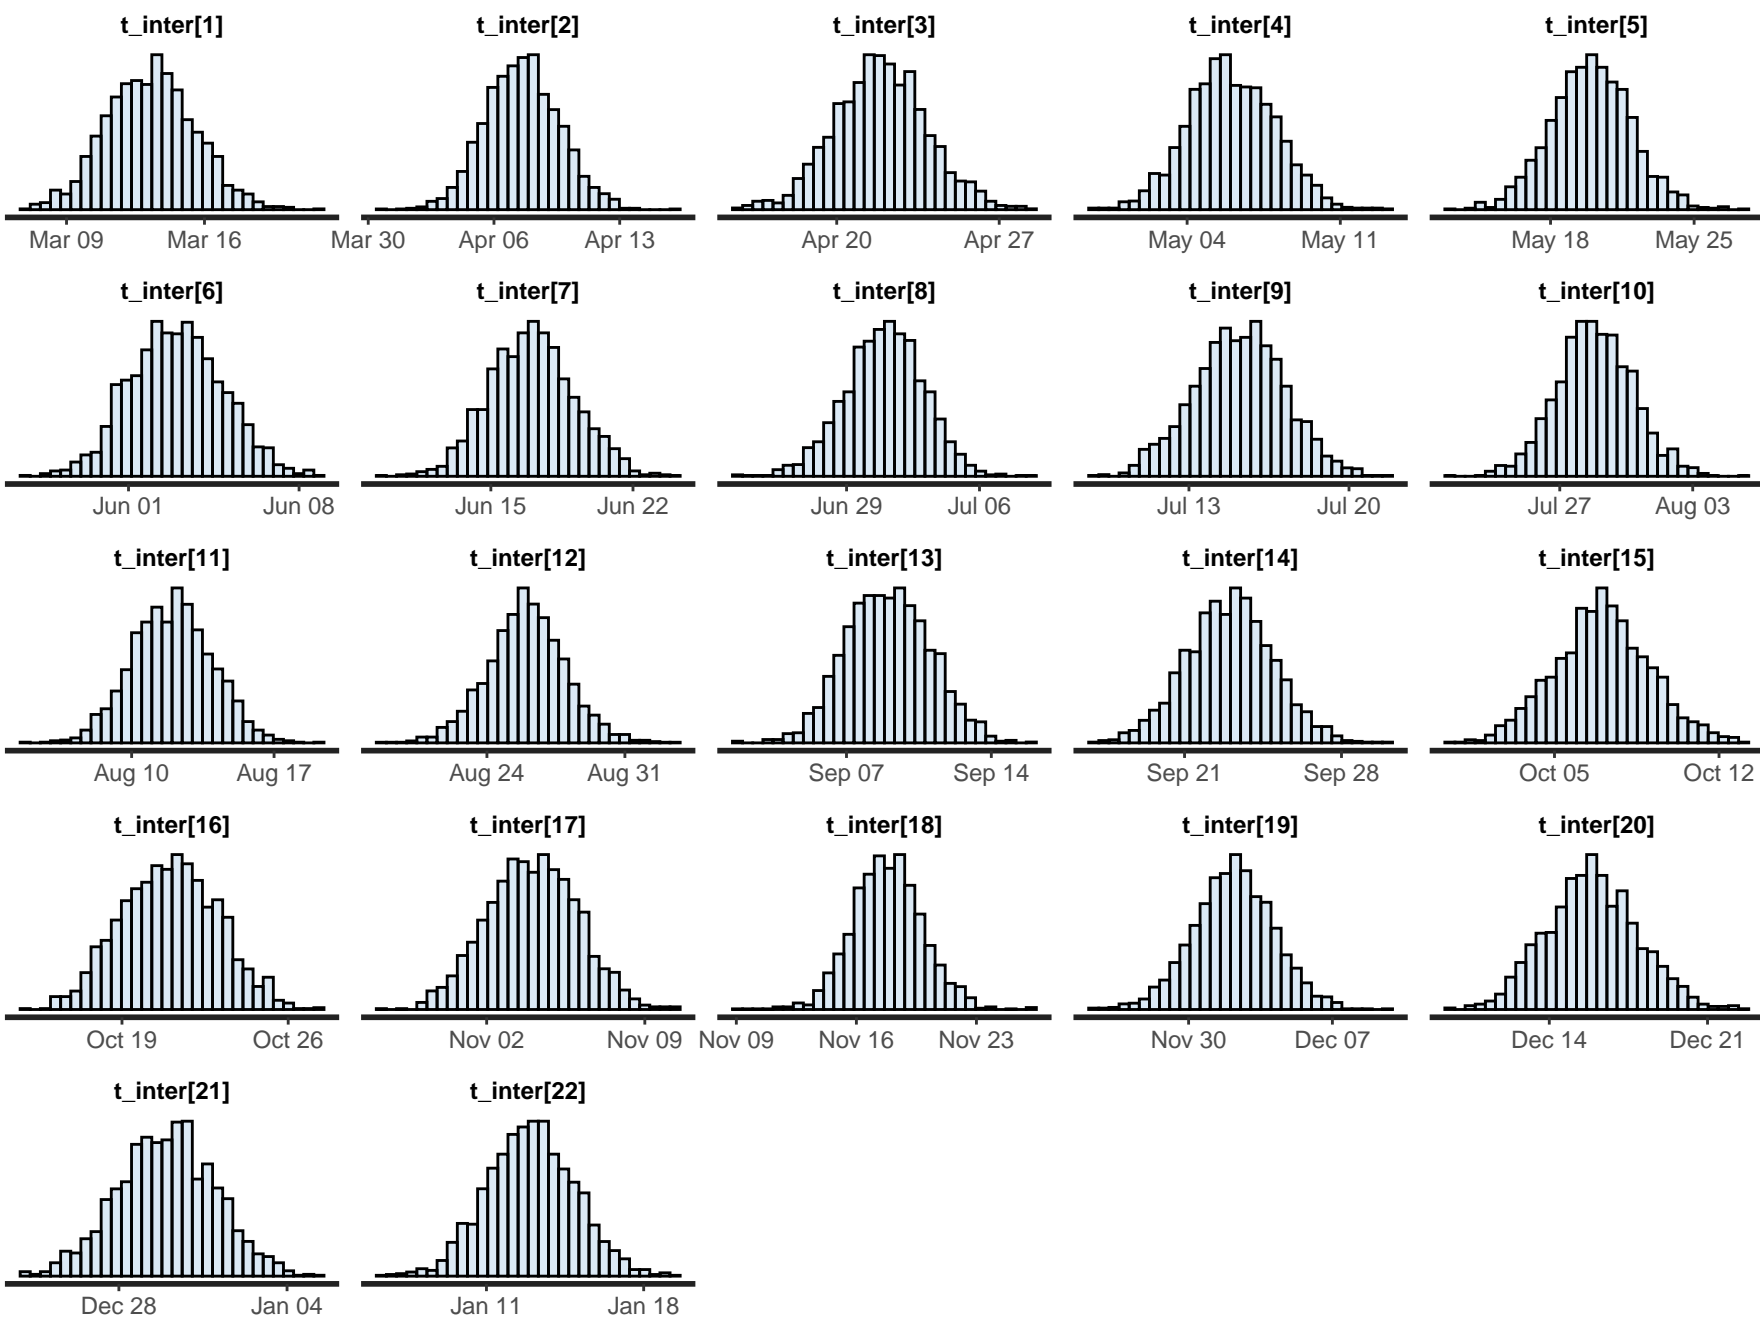 t_inter[1] t_inter[2] t_inter[3] t_inter[4] t_inter[5]
Mar 09 Mar 16 Mar 30 Apr 06 Apr 13 Apr 20 Apr 27 May 04 May 11 May 18 May 25
t_inter[6] t_inter[7] t_inter[8] t_inter[9] t_inter[10]
Jun 01 Jun 08 Jun 15 Jun 22 Jun 29 Jul 06 Jul 13 Jul 20 Jul 27 Aug 03
t_inter[11] t_inter[12] t_inter[13] t_inter[14] t_inter[15]
Aug 10 Aug 17 Aug 24 Aug 31 Sep 07 Sep 14 Sep 21 Sep 28 Oct 05 Oct 12
t_inter[16] t_inter[17] t_inter[18] t_inter[19] t_inter[20]
Oct 19 Oct 26 Nov 02 Nov 09 Nov 09 Nov 16 Nov 23 Nov 30 Dec 07 Dec 14 Dec 21
t_inter[21] t_inter[22]
Dec 28 Jan 04 Jan 11 Jan 18